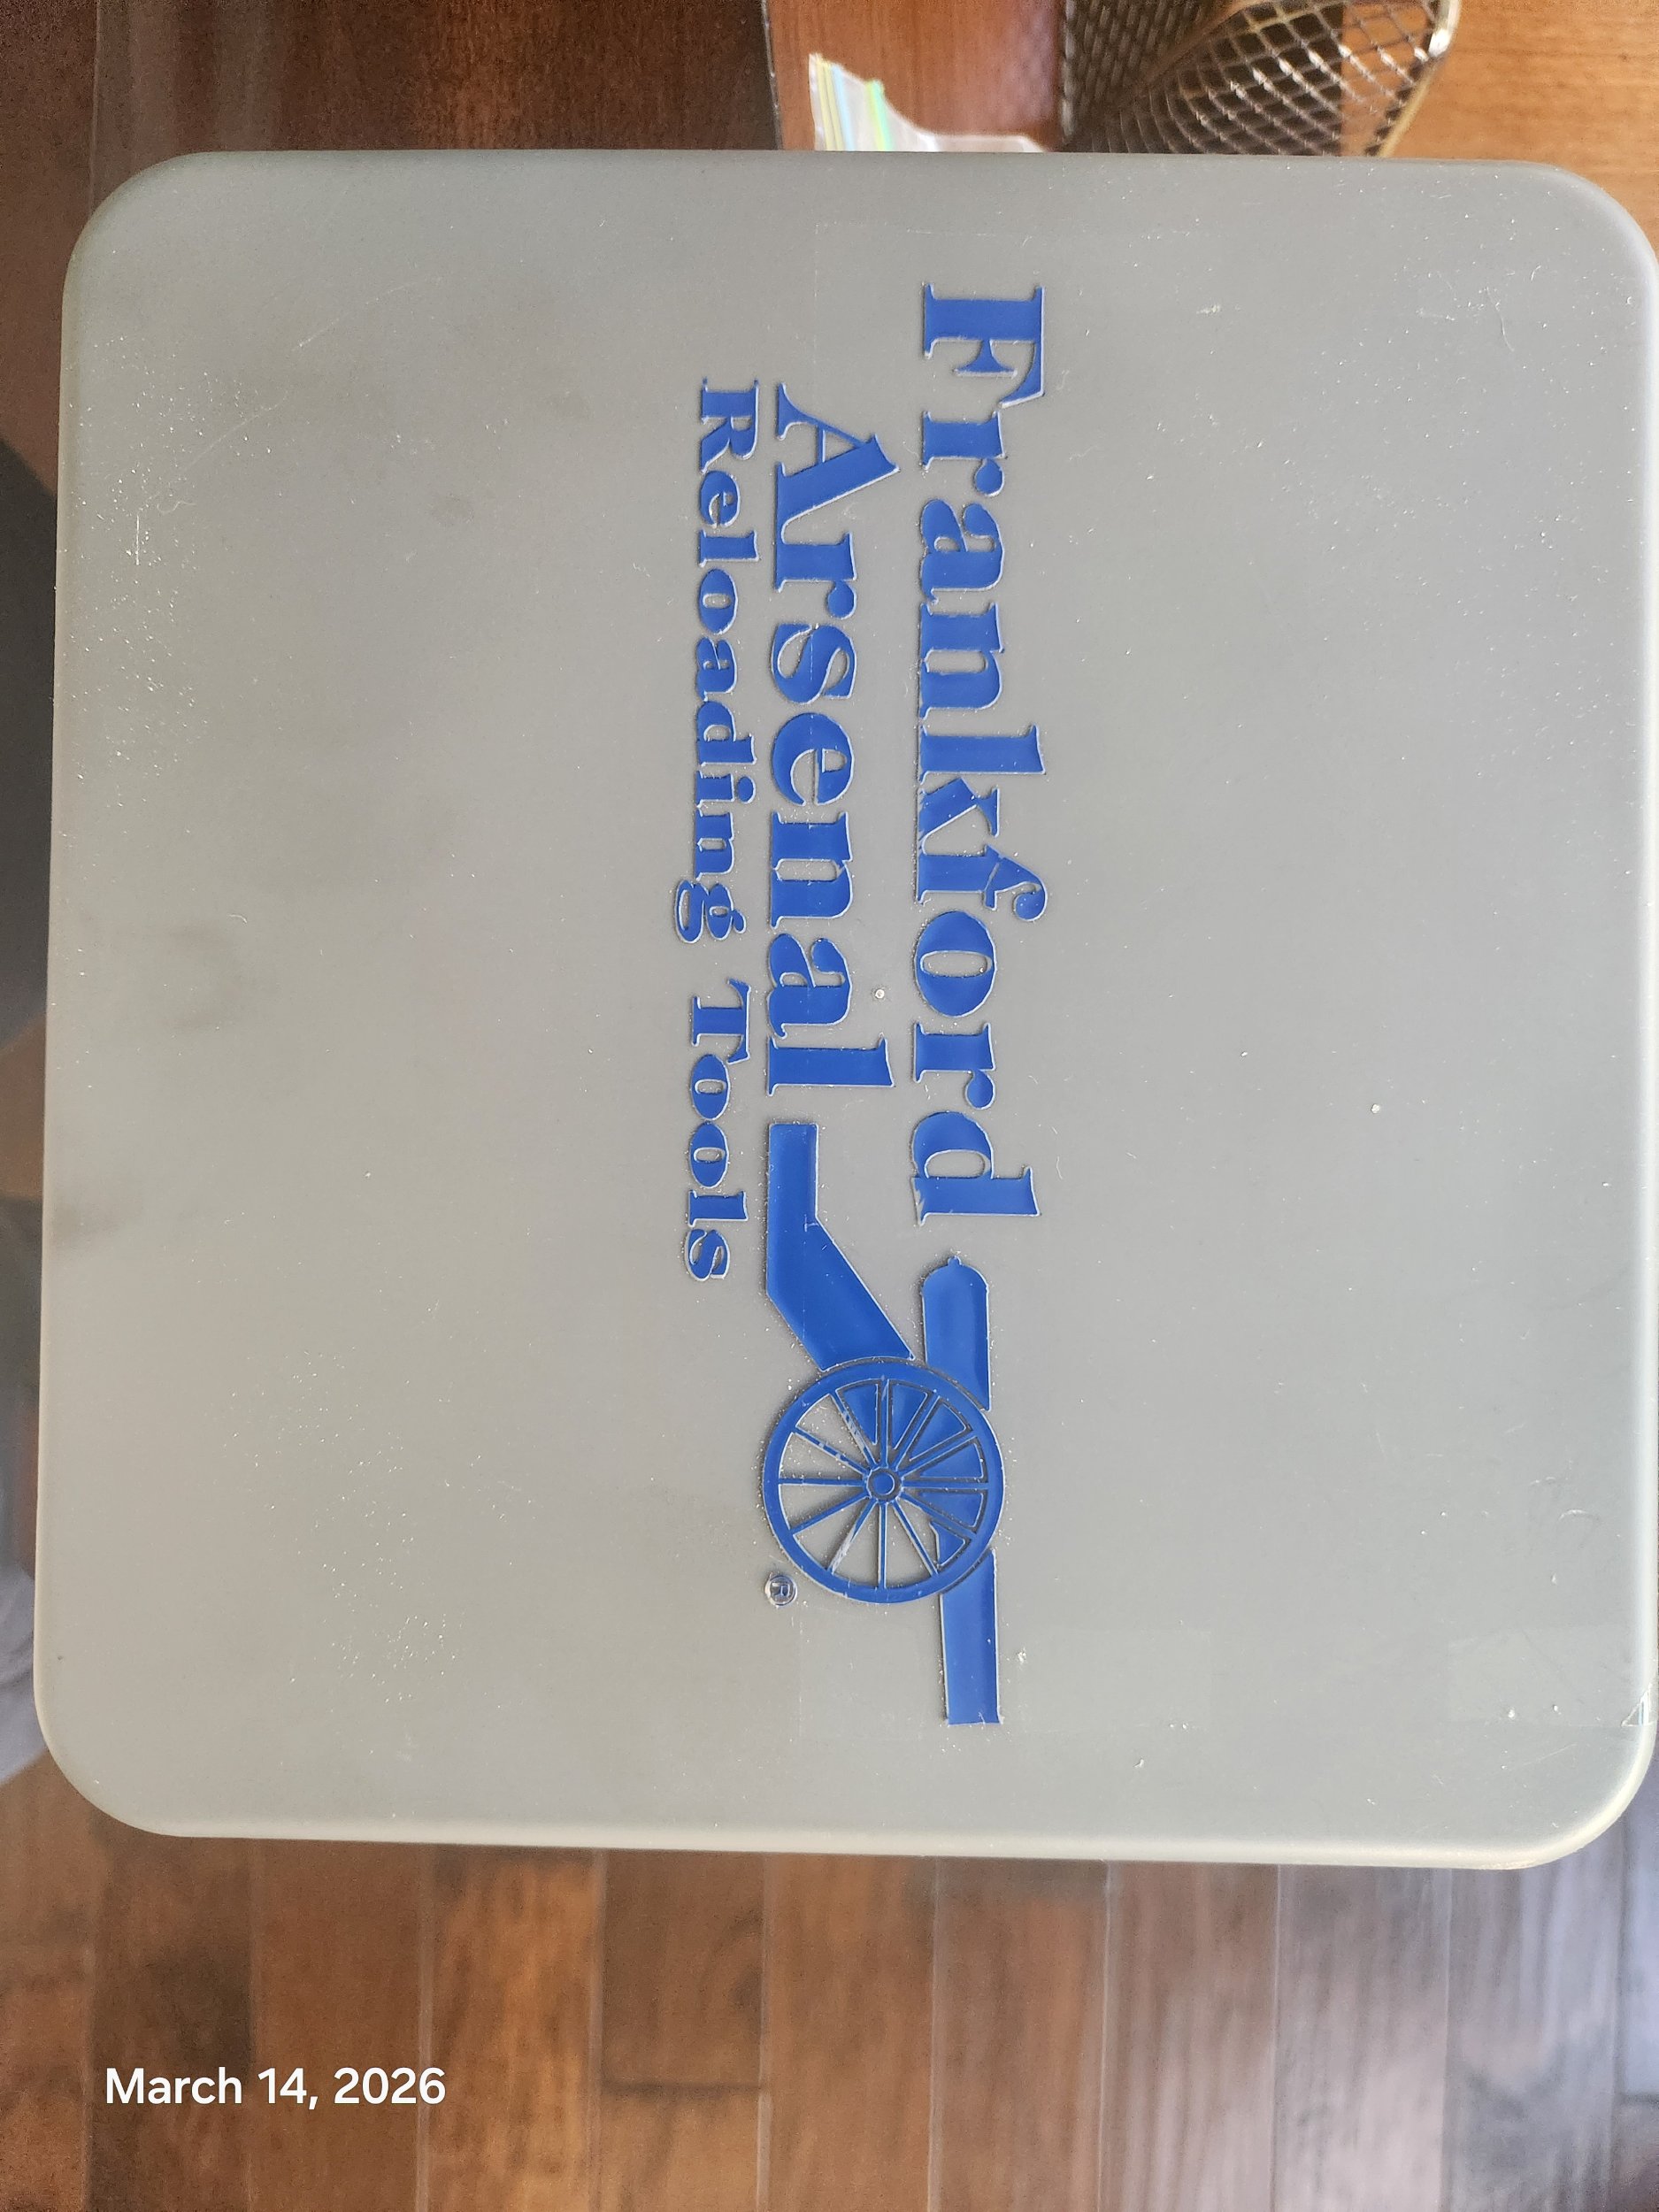 Frankford
Arsenal
Reloading Tools
®
March 14, 2026